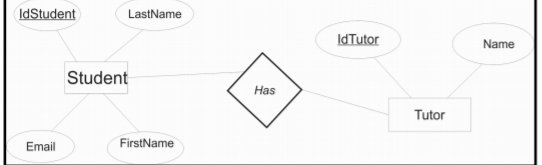 IdStudent
LastName
IdTutor
Name
Student
Has
Tutor
Email
FirstName